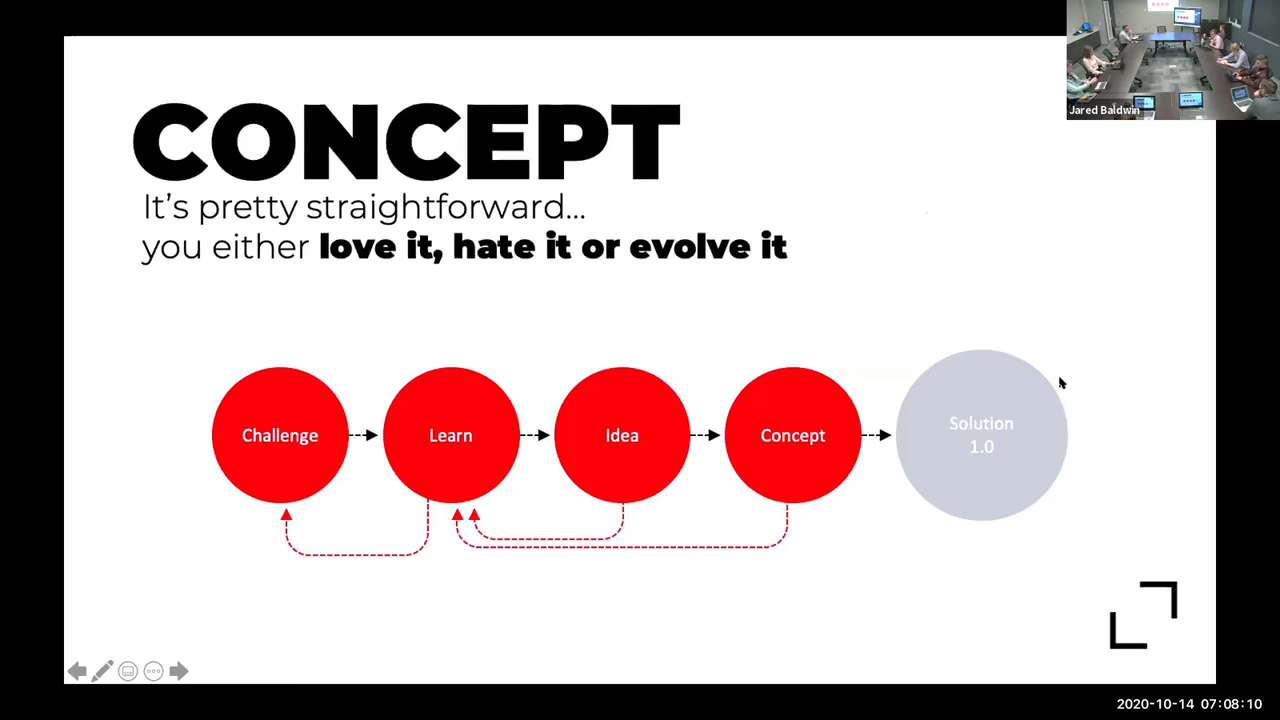 CONCEPT
It's pretty straightforward...
you either love it, hate it or evolve it
Challenge
Learn
Idea
Concept
Solution
1.0
Jared Baldwin
2020-10-14 07:08:10